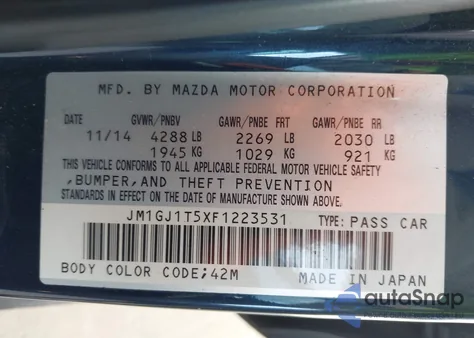 MFD. BY MAZDA MOTOR CORPORATION
DATE GVWR/PNBV GAWR/PNBE FRT GAWR/PNBE RR
11/14 4288 LB 2269 LB 2030 LB
1945 KG 1029 KG 921 KG
THIS VEHICLE CONFORMS TO ALL APPLICABLE FEDERAL MOTOR VEHICLE SAFETY
,BUMPER,AND THEFT PREVENTION
STANDARDS IN EFFECT ON THE DATE OF MANUFACTURE SHOWN ABOVE.
JM1GJ1T5XF1223531 TYPE: PASS CAR
BODY COLOR CODE;42M MADE IN JAPAN
autoSnap